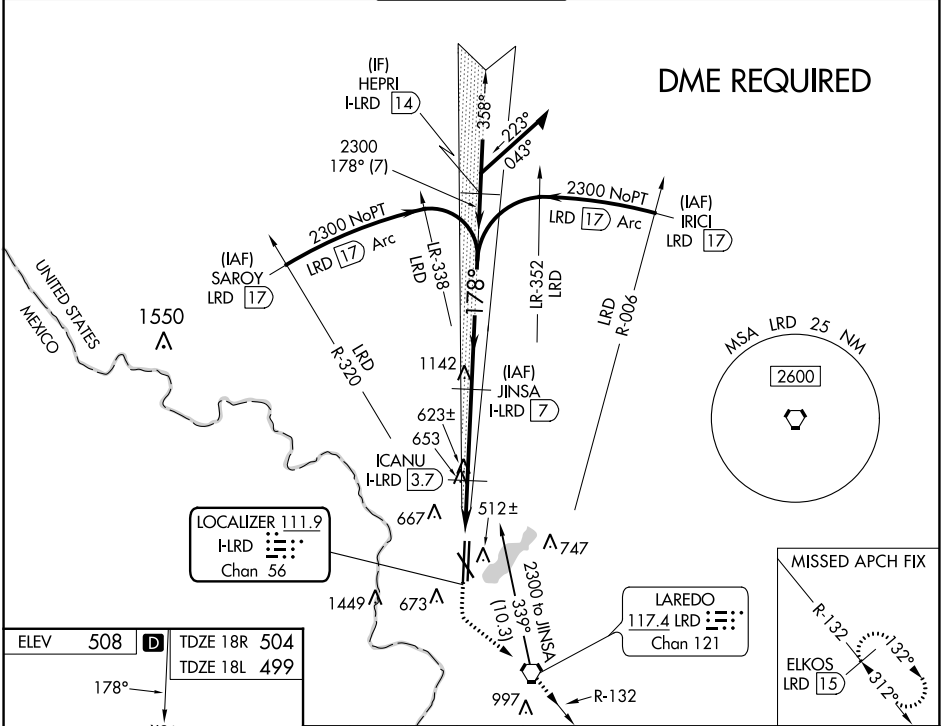 DME REQUIRED
(IF)
HEPRI
I-LRD 14
358°
223°
043°
2300
178° (7)
2300 NoPT
LRD 17 Arc
(IAF)
IRICI
LRD 17
2300 NoPT
LRD 17 Arc
(IAF)
SAROY
LRD 17
LR-338
LRD
178°
LR-352
LRD
LRD
R-006
UNITED STATES
MEXICO
1550
LRD
R-320
MSA LRD 25 NM
2600
1142
(IAF)
JINSA
I-LRD 7
623±
653
ICANU
I-LRD 3.7
667
512±
747
LOCALIZER 111.9
I-LRD
Chan 56
1449
673
2300 to JINSA
339°
(10.3)
LAREDO
117.4 LRD
Chan 121
R-132
997
MISSED APCH FIX
R-132
132°
312°
ELKOS
LRD 15
ELEV 508 D TDZE 18R 504
TDZE 18L 499
178°